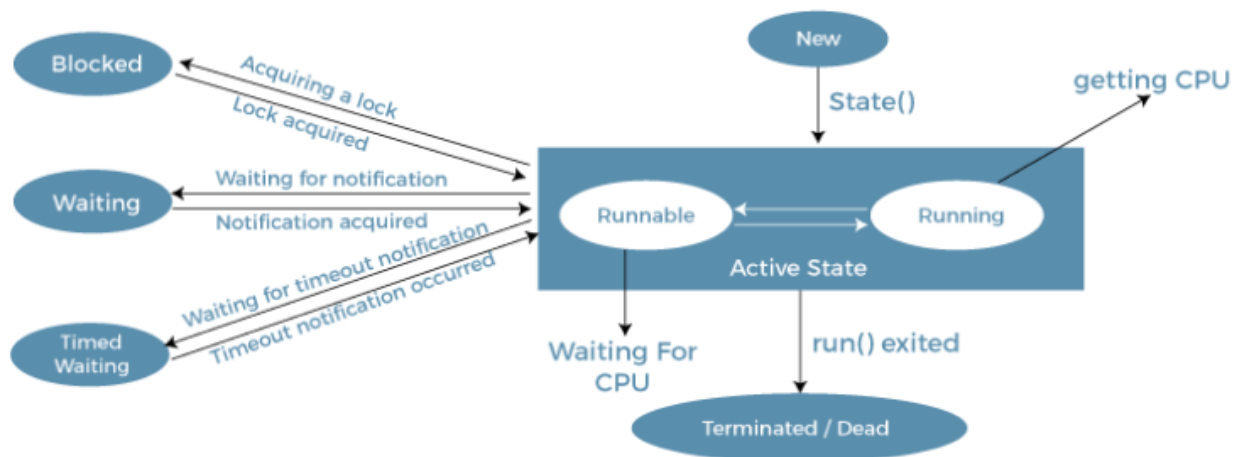 New
Blocked
Acquiring a lock
Lock acquired
State()
getting CPU
Waiting
Waiting for notification
Notification acquired
Runnable
Running
Active State
Waiting for timeout notification
Timeout notification occurred
Timed
Waiting
Waiting For
CPU
run() exited
Terminated / Dead